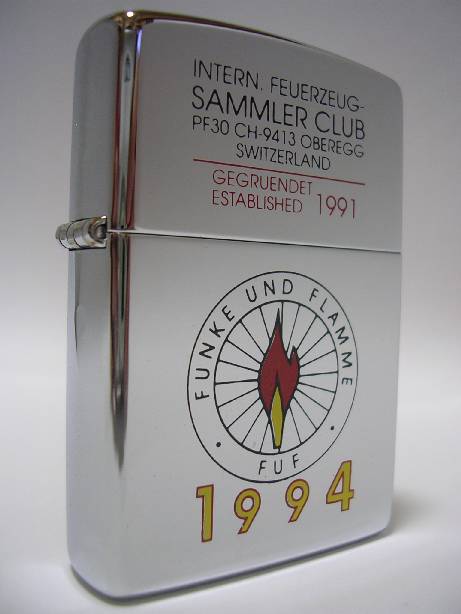 INTERN. FEUERZEUG-
SAMMLER CLUB
PF30 CH-9413 OBEREGG
SWITZERLAND
GEGRUENDET
ESTABLISHED 1991
FUNKE UND FLAMME
FUF
1994